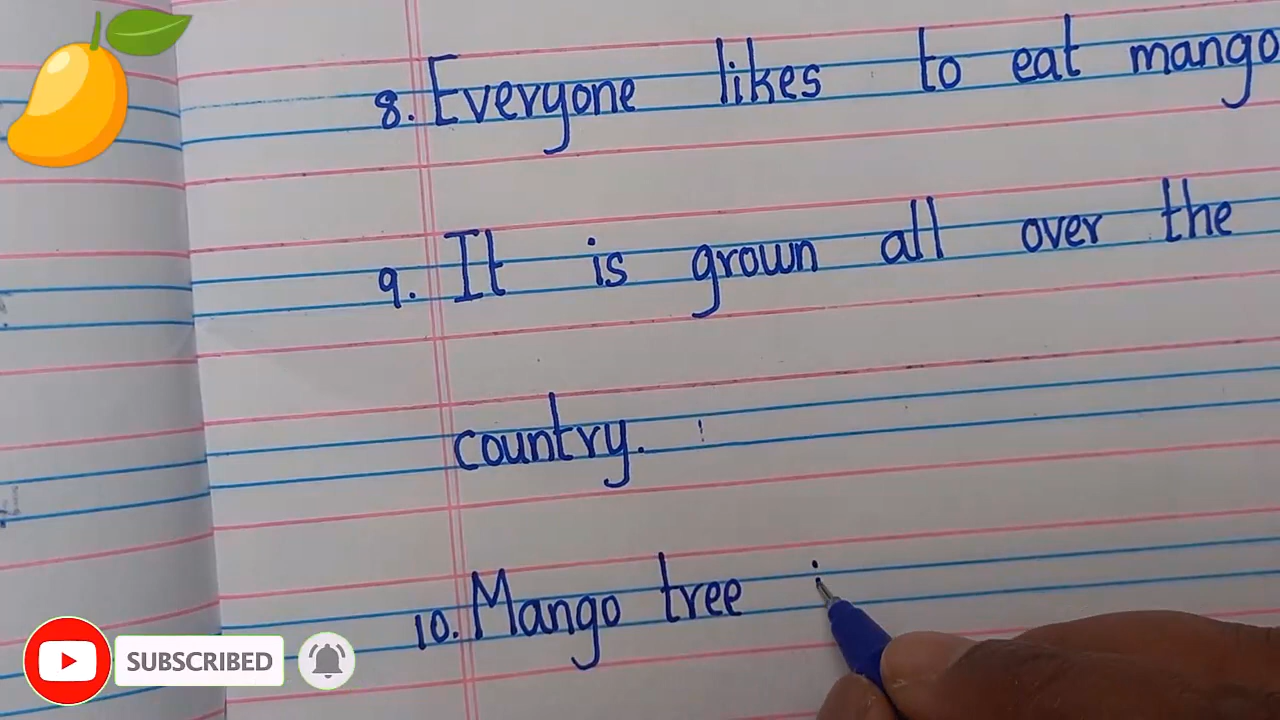 8. Everyone likes to eat mango
9. It is grown all over the
country.
10. Mango tree i
SUBSCRIBED